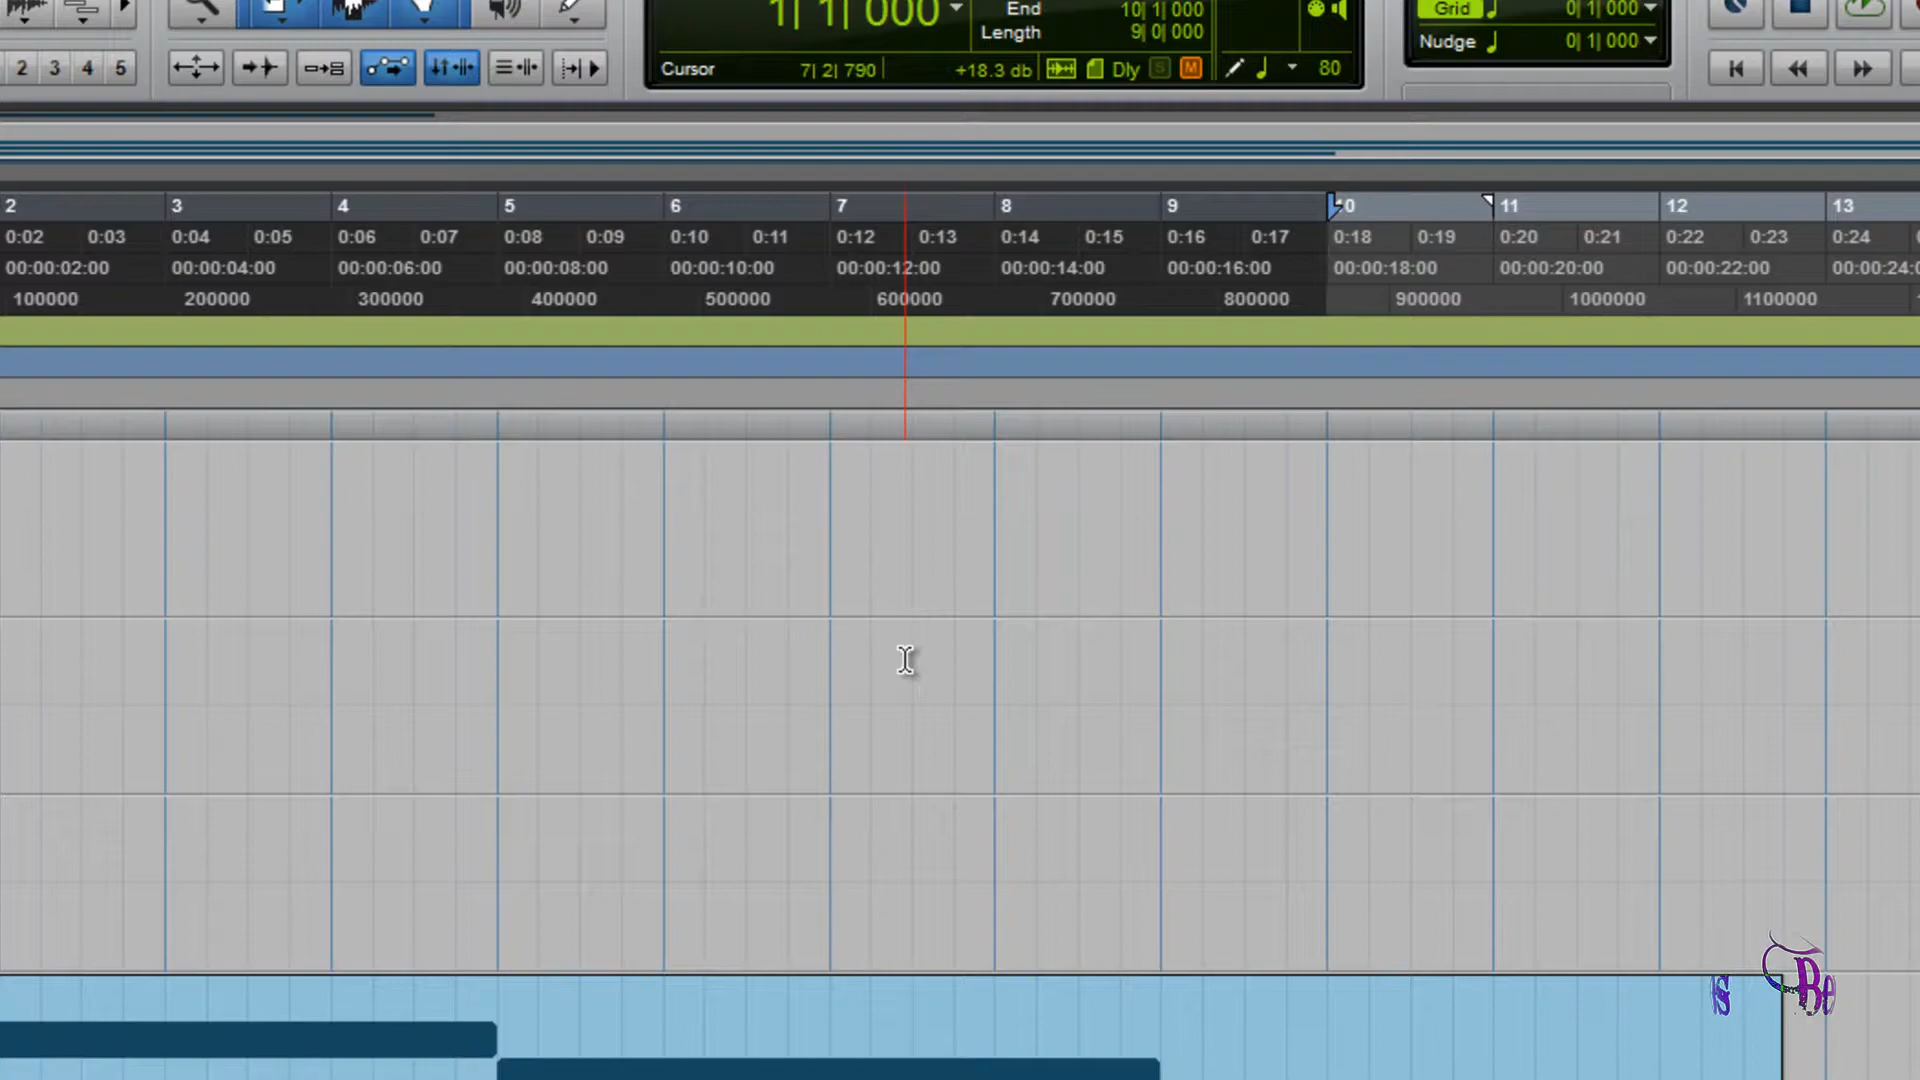 1| 1| 000
End 10| 1| 000
Length 9| 0| 000
Grid 0| 1| 000
Nudge 0| 1| 000
2 3 4 5
Cursor 7| 2| 790 +18.3 db Dly S M 80
2 3 4 5 6 7 8 9 10 11 12 13
0:02 0:03 0:04 0:05 0:06 0:07 0:08 0:09 0:10 0:11 0:12 0:13 0:14 0:15 0:16 0:17 0:18 0:19 0:20 0:21 0:22 0:23 0:24
00:00:02:00 00:00:04:00 00:00:06:00 00:00:08:00 00:00:10:00 00:00:12:00 00:00:14:00 00:00:16:00 00:00:18:00 00:00:20:00 00:00:22:00 00:00:24:0
100000 200000 300000 400000 500000 600000 700000 800000 900000 1000000 1100000